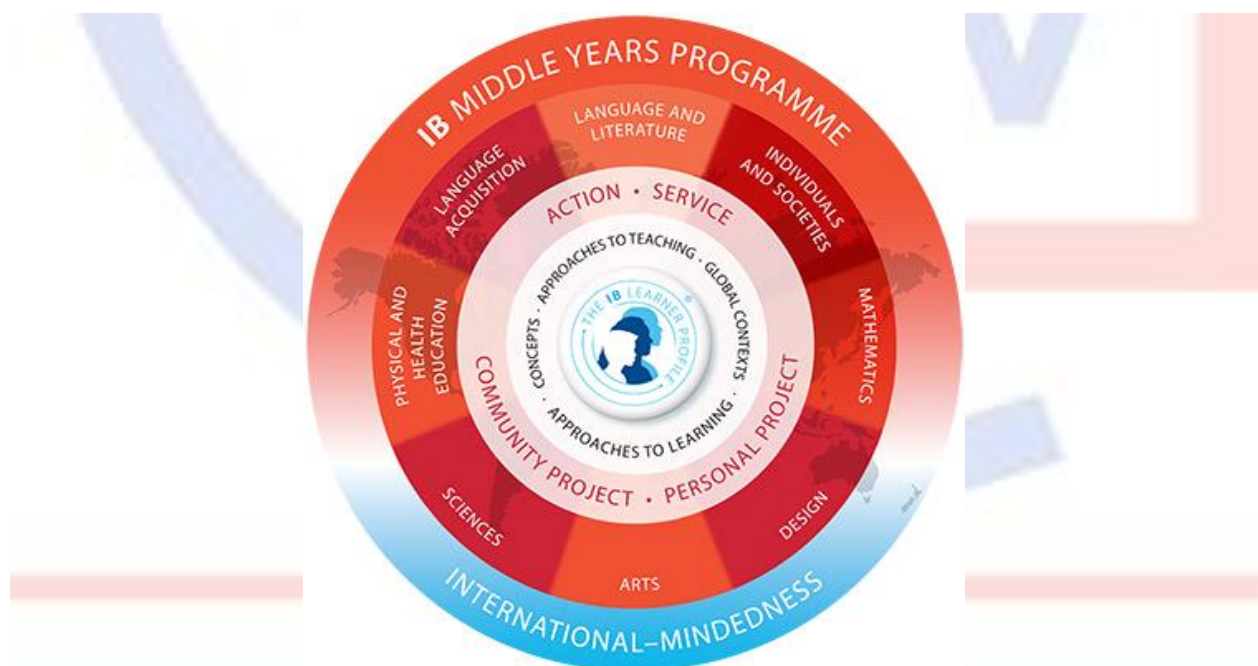 IB MIDDLE YEARS PROGRAMME
LANGUAGE AND
LITERATURE
INDIVIDUALS
AND SOCIETIES
MATHEMATICS
DESIGN
ARTS
SCIENCES
PHYSICAL AND
HEALTH
EDUCATION
LANGUAGE
ACQUISITION
ACTION · SERVICE
COMMUNITY PROJECT · PERSONAL PROJECT
APPROACHES TO TEACHING · GLOBAL CONTEXTS ·
APPROACHES TO LEARNING
· CONCEPTS ·
THE IB LEARNER PROFILE ®
INTERNATIONAL–MINDEDNESS